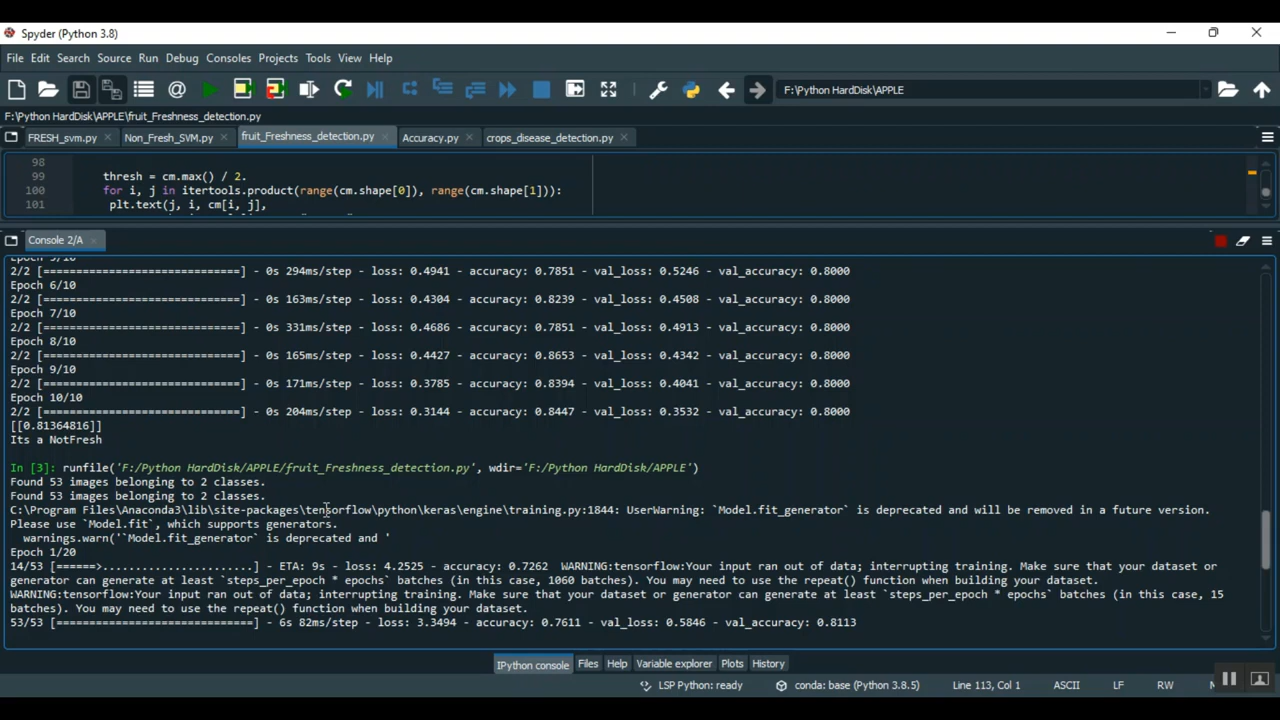 Spyder (Python 3.8)
File Edit Search Source Run Debug Consoles Projects Tools View Help
F:\Python HardDisk\APPLE
F:\Python HardDisk\APPLE\fruit_Freshness_detection.py
FRESH_svm.py Non_Fresh_SVM.py fruit_Freshness_detection.py Accuracy.py crops_disease_detection.py
98
99 thresh = cm.max() / 2.
100 for i, j in itertools.product(range(cm.shape[0]), range(cm.shape[1])):
101 plt.text(j, i, cm[i, j],
Console 2/A
2/2 [==============================] - 0s 294ms/step - loss: 0.4941 - accuracy: 0.7851 - val_loss: 0.5246 - val_accuracy: 0.8000
Epoch 6/10
2/2 [==============================] - 0s 163ms/step - loss: 0.4304 - accuracy: 0.8239 - val_loss: 0.4508 - val_accuracy: 0.8000
Epoch 7/10
2/2 [==============================] - 0s 331ms/step - loss: 0.4686 - accuracy: 0.7851 - val_loss: 0.4913 - val_accuracy: 0.8000
Epoch 8/10
2/2 [==============================] - 0s 165ms/step - loss: 0.4427 - accuracy: 0.8653 - val_loss: 0.4342 - val_accuracy: 0.8000
Epoch 9/10
2/2 [==============================] - 0s 171ms/step - loss: 0.3785 - accuracy: 0.8394 - val_loss: 0.4041 - val_accuracy: 0.8000
Epoch 10/10
2/2 [==============================] - 0s 204ms/step - loss: 0.3144 - accuracy: 0.8447 - val_loss: 0.3532 - val_accuracy: 0.8000
[[0.81364816]]
Its a NotFresh
In [3]: runfile('F:/Python HardDisk/APPLE/fruit_Freshness_detection.py', wdir='F:/Python HardDisk/APPLE')
Found 53 images belonging to 2 classes.
Found 53 images belonging to 2 classes.
C:\Program Files\Anaconda3\lib\site-packages\tensorflow\python\keras\engine\training.py:1844: UserWarning: `Model.fit_generator` is deprecated and will be removed in a future version.
Please use `Model.fit`, which supports generators.
warnings.warn('`Model.fit_generator` is deprecated and '
Epoch 1/20
14/53 [======>.......................] - ETA: 9s - loss: 4.2525 - accuracy: 0.7262 WARNING:tensorflow:Your input ran out of data; interrupting training. Make sure that your dataset or
generator can generate at least `steps_per_epoch * epochs` batches (in this case, 1060 batches). You may need to use the repeat() function when building your dataset.
WARNING:tensorflow:Your input ran out of data; interrupting training. Make sure that your dataset or generator can generate at least `steps_per_epoch * epochs` batches (in this case, 15
batches). You may need to use the repeat() function when building your dataset.
53/53 [==============================] - 6s 82ms/step - loss: 3.3494 - accuracy: 0.7611 - val_loss: 0.5846 - val_accuracy: 0.8113
IPython console Files Help Variable explorer Plots History
LSP Python: ready conda: base (Python 3.8.5) Line 113, Col 1 ASCII LF RW